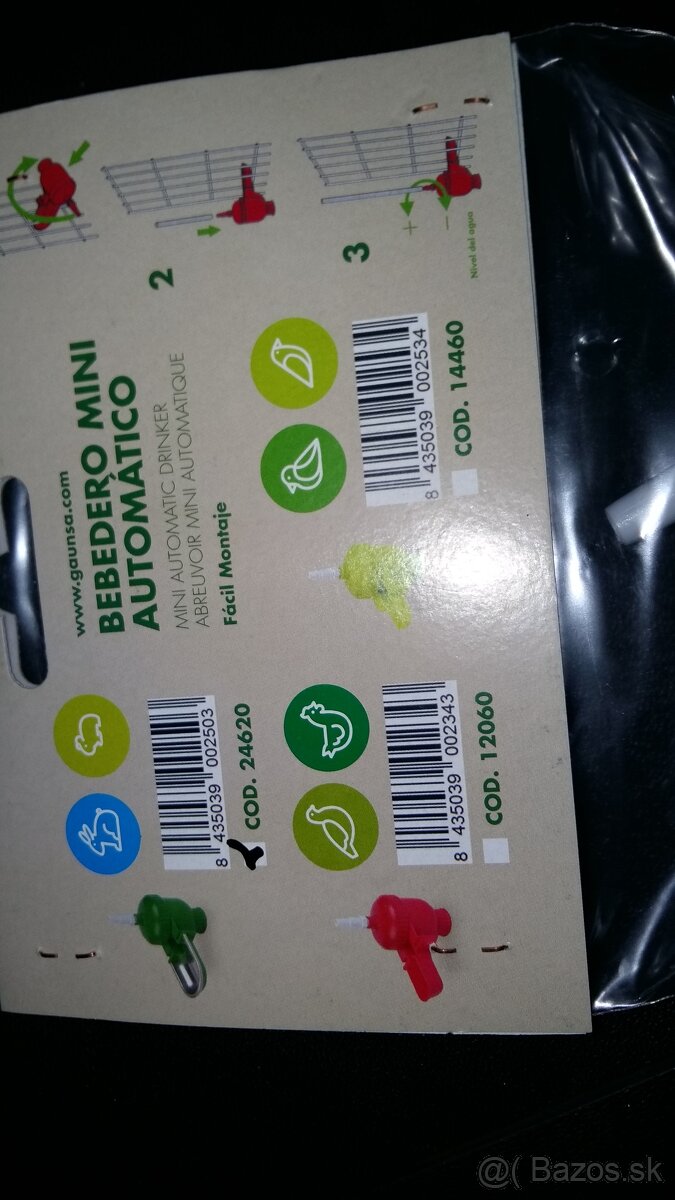 www.gaunsa.com
BEBEDERO MINI
AUTOMÁTICO
MINI AUTOMATIC DRINKER
ABREUVOIR MINI AUTOMATIQUE
Fácil Montaje
2
3
+
-
Nivel del agua
8 435039 002503
COD. 24620
8 435039 002534
COD. 14460
8 435039 002343
COD. 12060
@( Bazos.sk